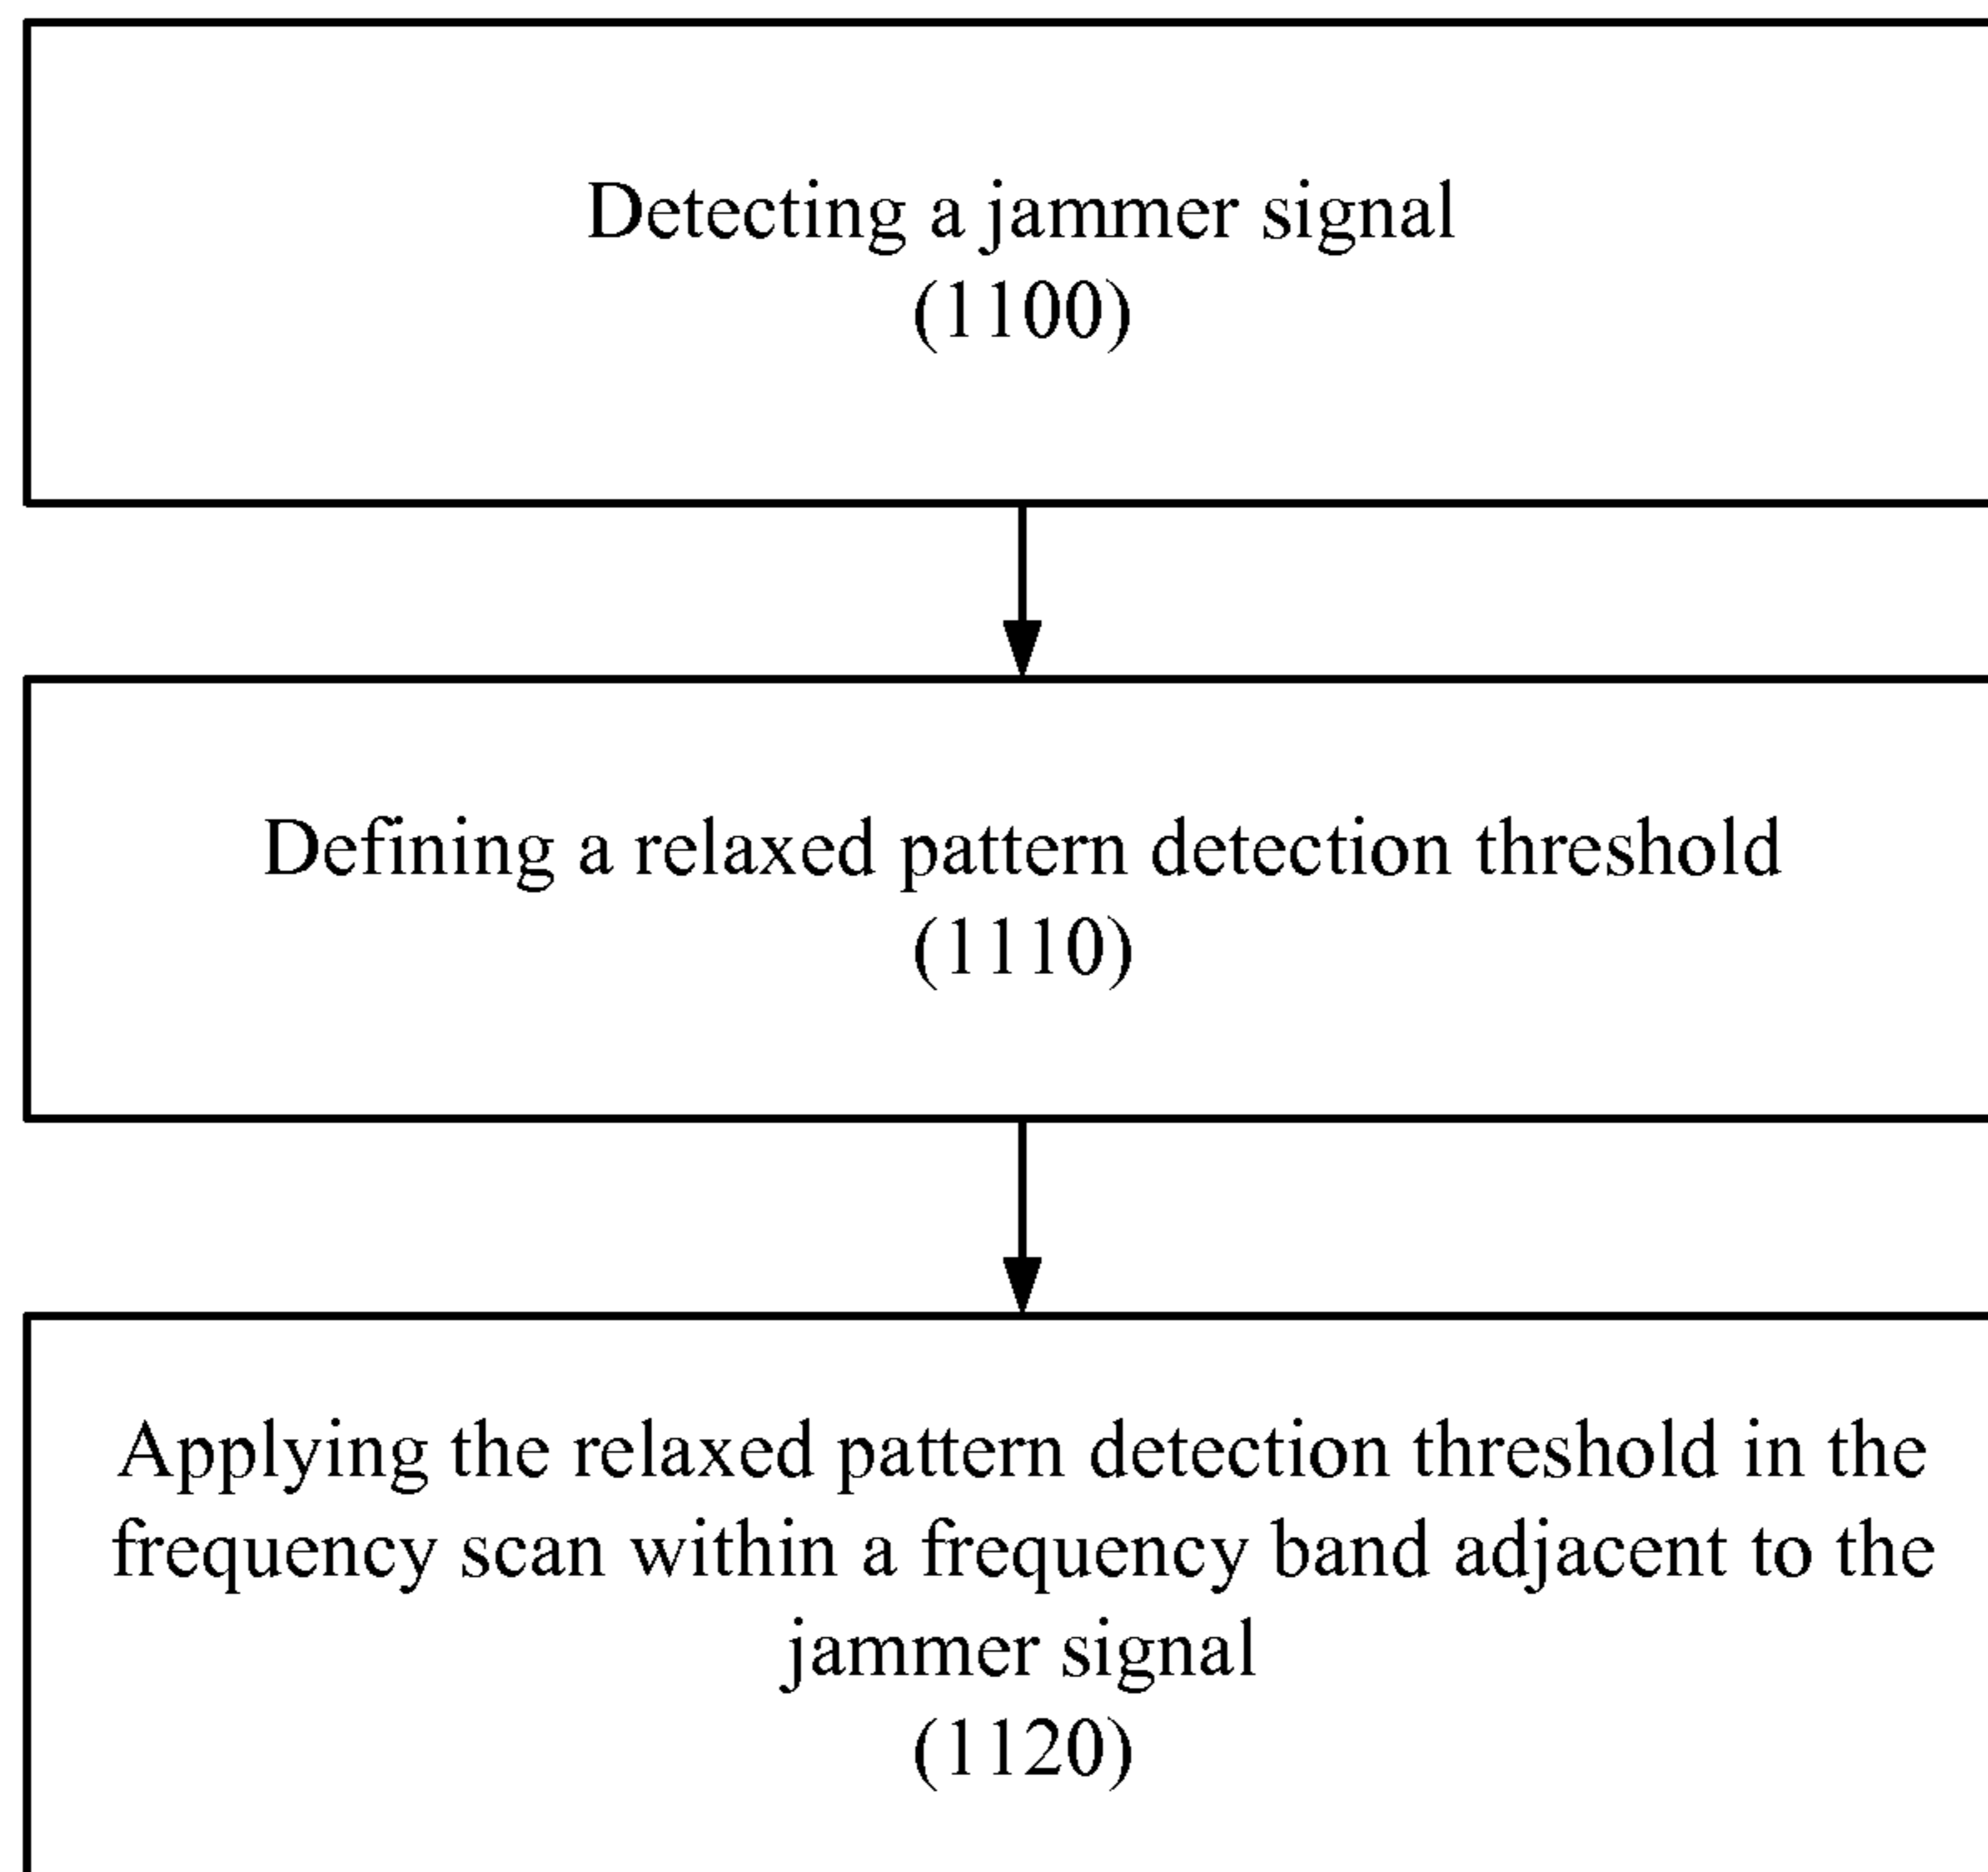 Detecting a jammer signal
(1100)
Defining a relaxed pattern detection threshold
(1110)
Applying the relaxed pattern detection threshold in the
frequency scan within a frequency band adjacent to the
jammer signal
(1120)